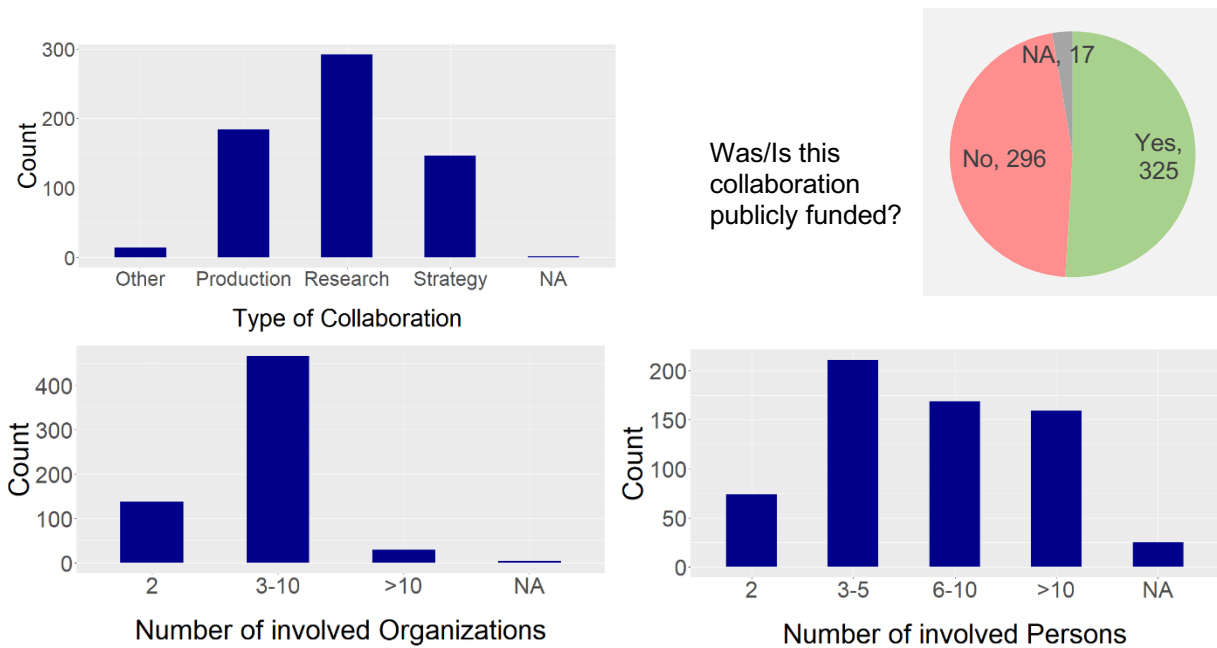 300
200
100
0
Count
Other Production Research Strategy NA
Type of Collaboration
Was/Is this
collaboration
publicly funded?
NA, 17
No, 296
Yes,
325
400
300
200
100
0
Count
2 3-10 >10 NA
Number of involved Organizations
200
150
100
50
0
Count
2 3-5 6-10 >10 NA
Number of involved Persons